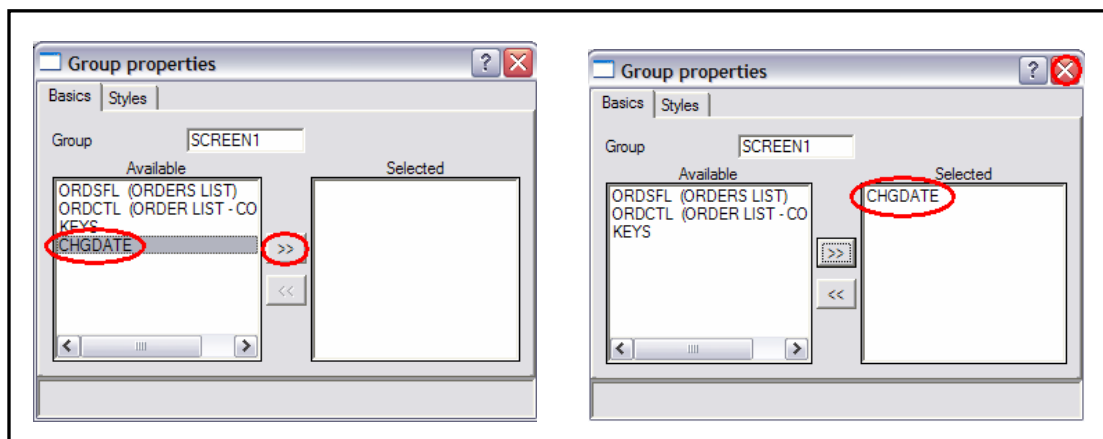 Group properties
Basics Styles
Group SCREEN1
Available Selected
ORDSFL (ORDERS LIST)
ORDCTL (ORDER LIST - CO
KEYS
CHGDATE
>>
<<
Group properties
Basics Styles
Group SCREEN1
Available Selected
ORDSFL (ORDERS LIST)
ORDCTL (ORDER LIST - CO
KEYS
CHGDATE
>>
<<